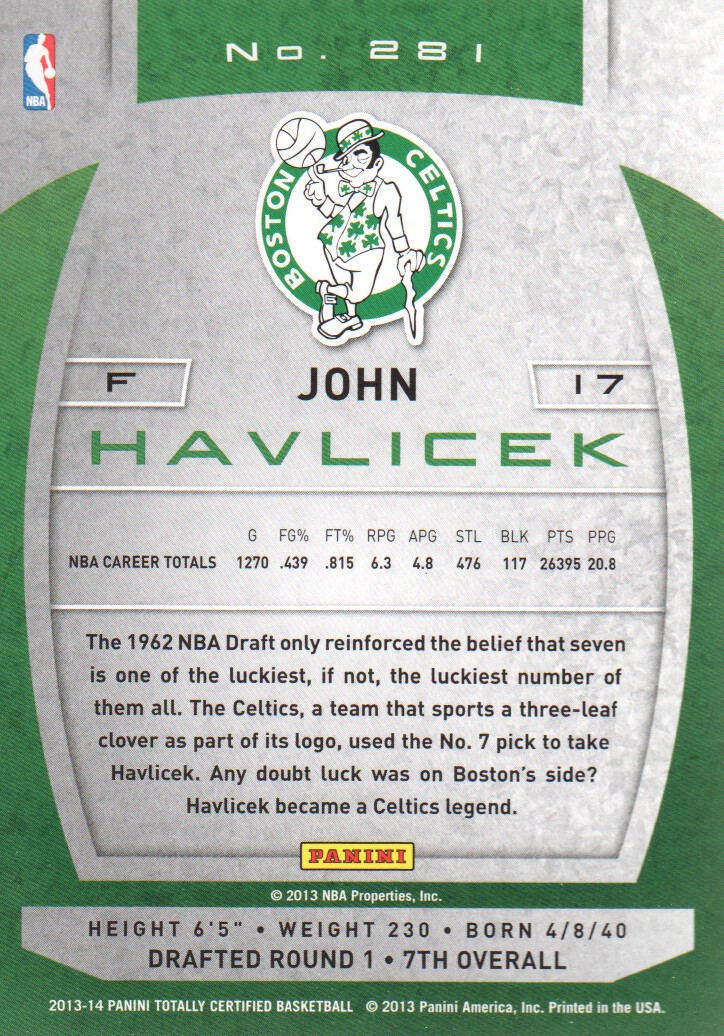 No. 281
NBA
BOSTON CELTICS
F
JOHN
17
HAVLICEK
G FG% FT% RPG APG STL BLK PTS PPG
NBA CAREER TOTALS 1270 .439 .815 6.3 4.8 476 117 26395 20.8
The 1962 NBA Draft only reinforced the belief that seven
is one of the luckiest, if not, the luckiest number of
them all. The Celtics, a team that sports a three-leaf
clover as part of its logo, used the No. 7 pick to take
Havlicek. Any doubt luck was on Boston's side?
Havlicek became a Celtics legend.
PANINI
© 2013 NBA Properties, Inc.
HEIGHT 6'5" • WEIGHT 230 • BORN 4/8/40
DRAFTED ROUND 1 • 7TH OVERALL
2013-14 PANINI TOTALLY CERTIFIED BASKETBALL © 2013 Panini America, Inc. Printed in the USA.